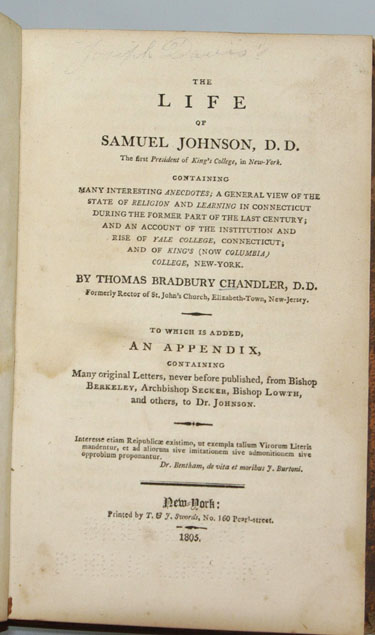 Joseph Davis's
THE
LIFE
OF
SAMUEL JOHNSON, D.D.
The first President of King's College, in New-York.
CONTAINING
MANY INTERESTING ANECDOTES; A GENERAL VIEW OF THE
STATE OF RELIGION AND LEARNING IN CONNECTICUT
DURING THE FORMER PART OF THE LAST CENTURY;
AND AN ACCOUNT OF THE INSTITUTION AND
RISE OF YALE COLLEGE, CONNECTICUT;
AND OF KING'S (NOW COLUMBIA)
COLLEGE, NEW-YORK.
BY THOMAS BRADBURY CHANDLER, D.D.
Formerly Rector of St. John's Church, Elizabeth-Town, New-Jersey.
TO WHICH IS ADDED,
AN APPENDIX,
CONTAINING
Many original Letters, never before published, from Bishop
BERKELEY, Archbishop SECKER, Bishop LOWTH,
and others, to Dr. JOHNSON.
Interesse etiam Reipublicæ existimo, ut exempla talium Virorum Literis
mandentur, et ad aliorum sive imitationem sive admonitionem sive
opprobium proponantur.
Dr. Bentham, de vita et moribus J. Burtoni.
New-York:
Printed by T. & J. Swords, No. 160 Pearl-street.
1805.